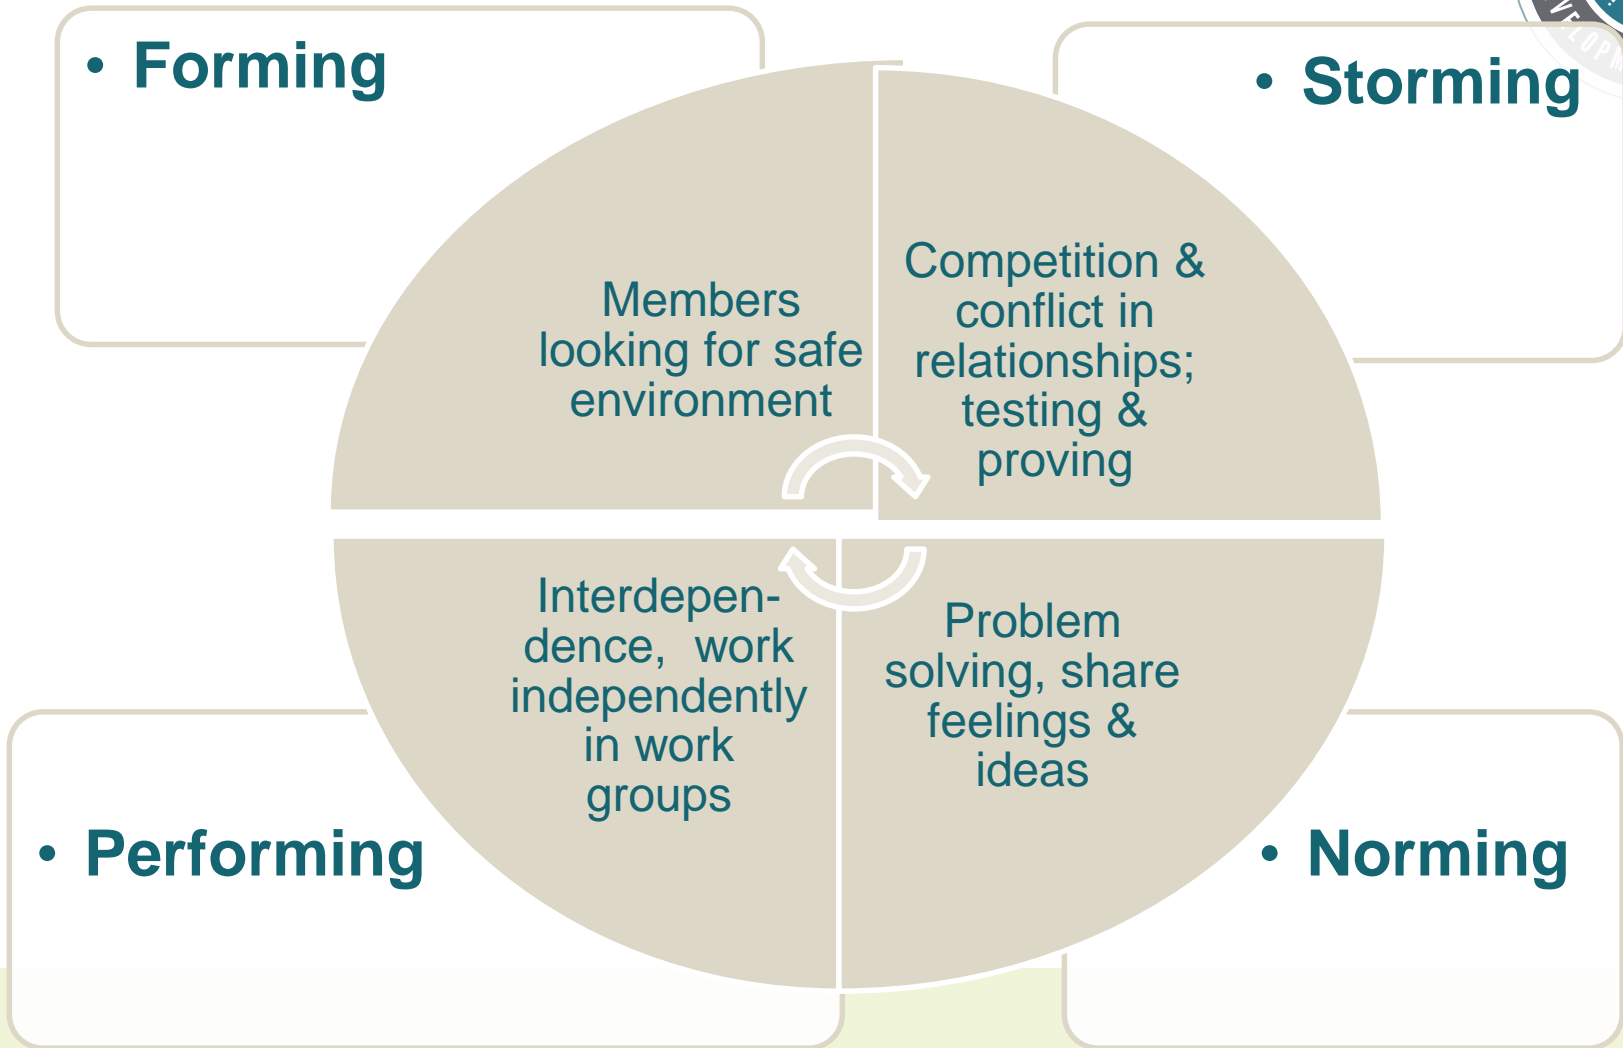 • Forming
Members
looking for safe
environment
• Storming
Competition &
conflict in
relationships;
testing &
proving
Interdepen-
dence,  work
independently
in work
groups
• Performing
Problem
solving, share
feelings &
ideas
• Norming